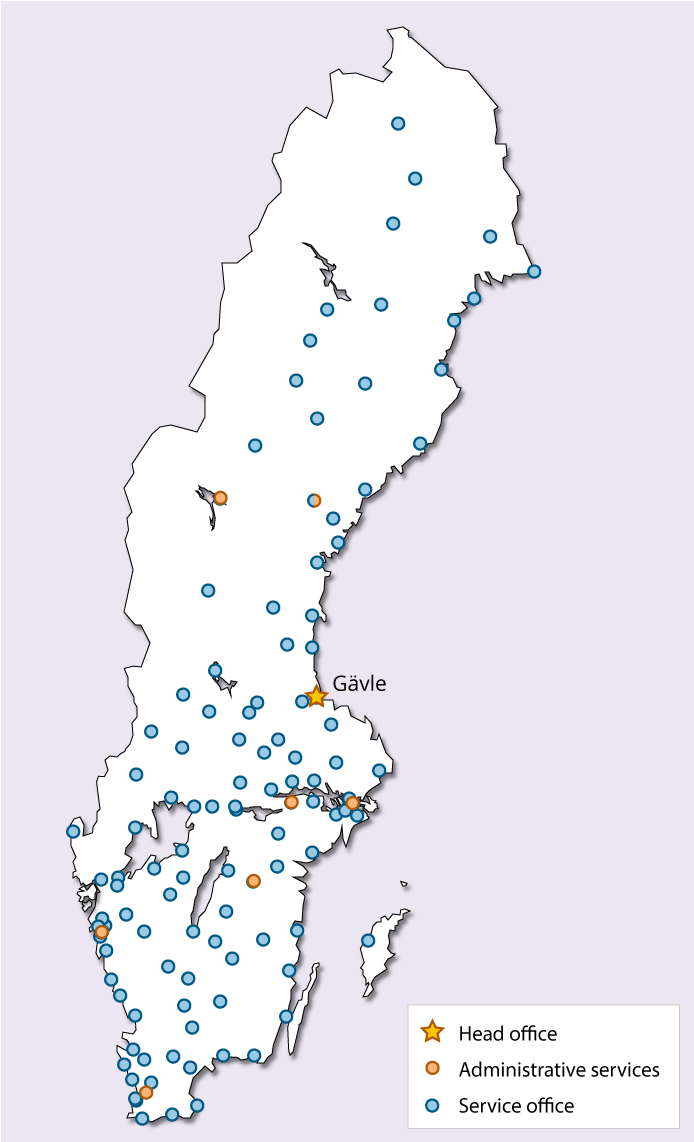 Gävle
Head office
Administrative services
Service office